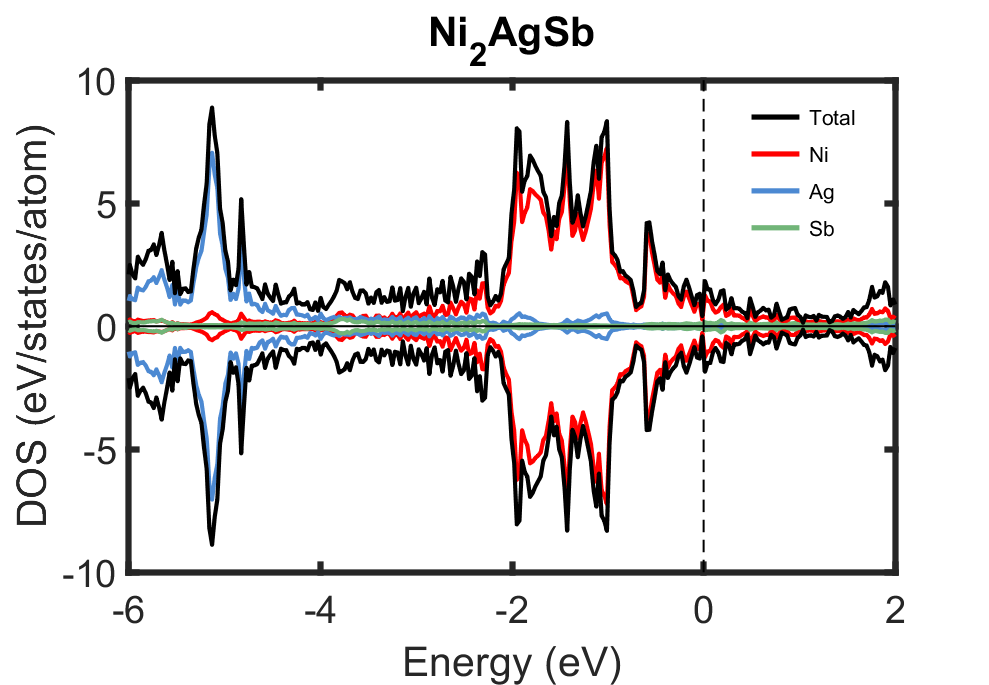 Ni₂AgSb
10
5
0
-5
-10
DOS (eV/states/atom)
Total
Ni
Ag
Sb
-6 -4 -2 0 2
Energy (eV)